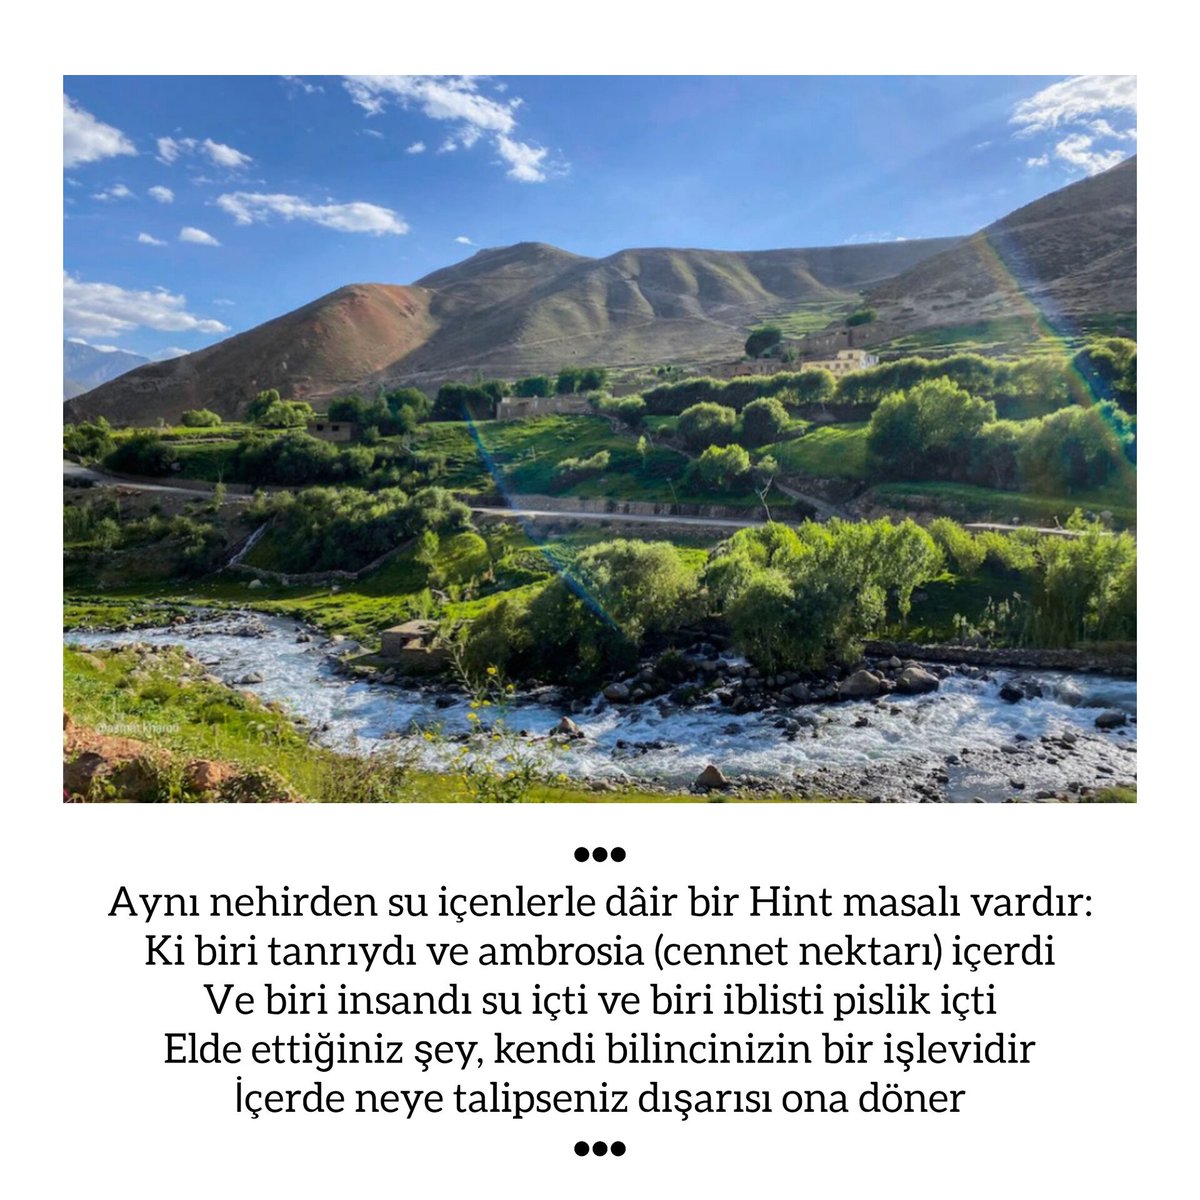 •••
Aynı nehirden su içenlerle dâir bir Hint masalı vardır:
Ki biri tanrıydı ve ambrosia (cennet nektarı) içerdi
Ve biri insandı su içti ve biri iblisti pislik içti
Elde ettiğiniz şey, kendi bilincinizin bir işlevidir
İçerde neye talipseniz dışarısı ona döner
•••